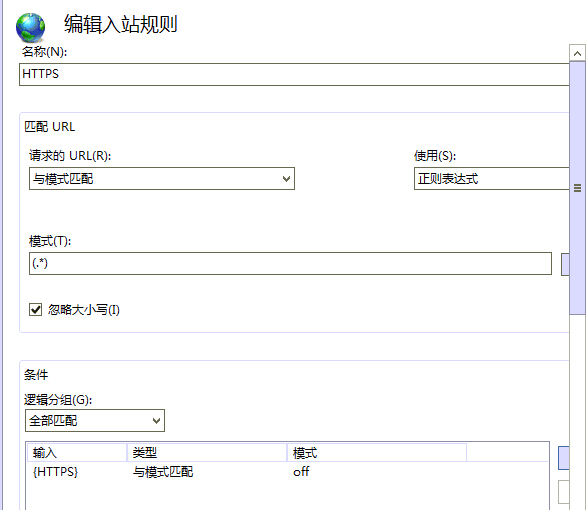 编辑入站规则
名称(N):
HTTPS
匹配 URL
请求的 URL(R):
使用(S):
与模式匹配
正则表达式
模式(T):
(.*)
忽略大小写(I)
条件
逻辑分组(G):
全部匹配
输入 类型 模式
{HTTPS} 与模式匹配 off